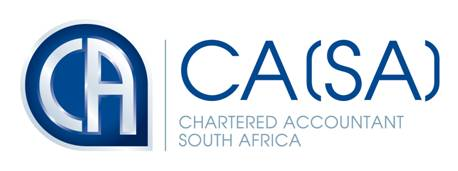 CA
CA(SA)
CHARTERED ACCOUNTANT
SOUTH AFRICA